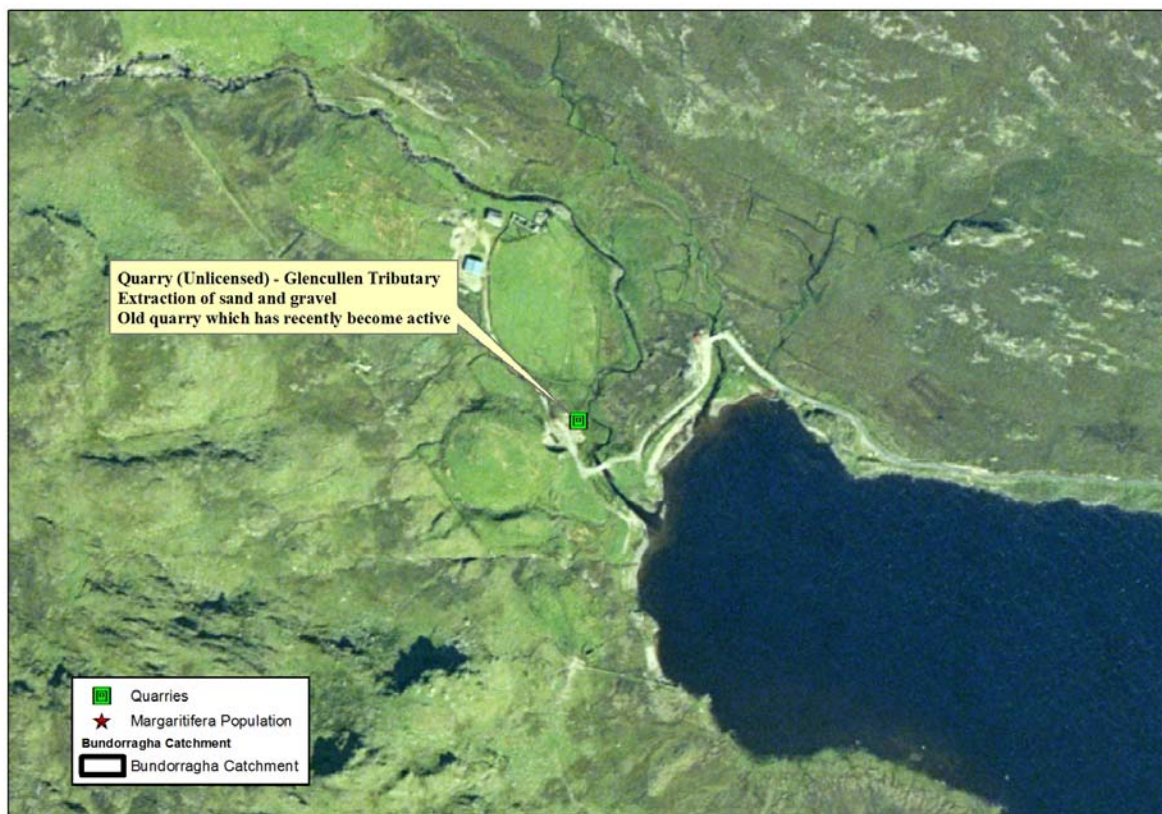 Quarry (Unlicensed) - Glencullen Tributary
Extraction of sand and gravel
Old quarry which has recently become active
Quarries
Margaritifera Population
Bundorragha Catchment
Bundorragha Catchment